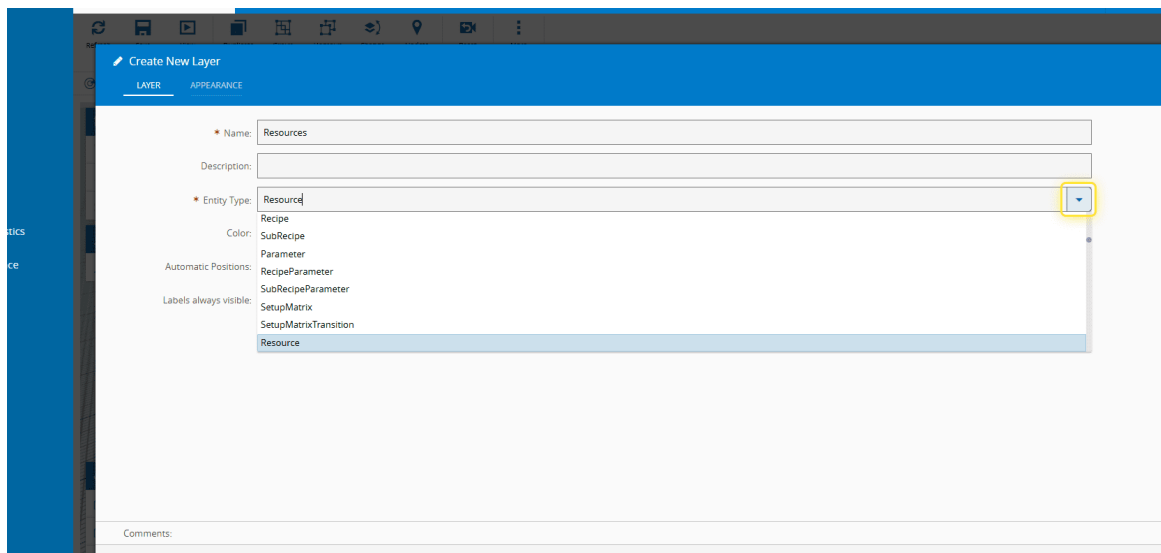 Create New Layer
LAYER APPEARANCE
* Name: Resources
Description:
* Entity Type: Resource
Recipe
stics
Color:
SubRecipe
Parameter
ce
Automatic Positions:
RecipeParameter
SubRecipeParameter
Labels always visible:
SetupMatrix
SetupMatrixTransition
Resource
Comments: